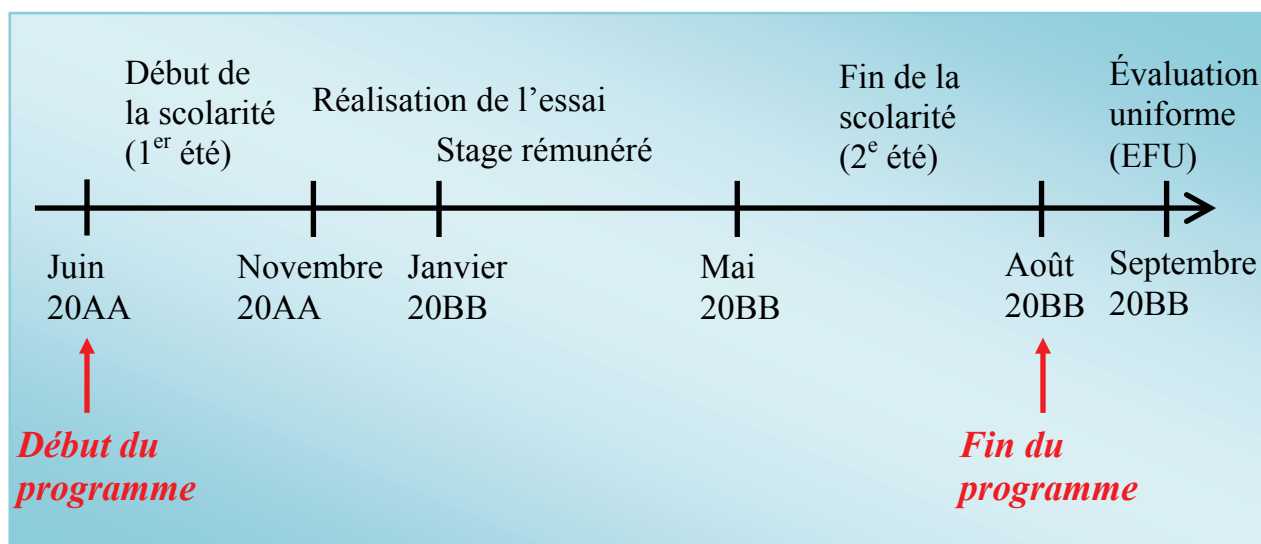 Début de
la scolarité
(1er été)
Réalisation de l’essai
Stage rémunéré
Fin de la
scolarité
(2e été)
Évaluation
uniforme
(EFU)
Juin
20AA
Novembre
20AA
Janvier
20BB
Mai
20BB
Août
20BB
Septembre
20BB
Début du
programme
Fin du
programme